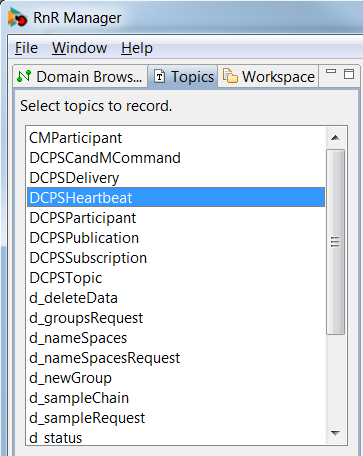 RnR Manager
File Window Help
Domain Brows... Topics Workspace
Select topics to record.
CMParticipant
DCPSCandMCommand
DCPSDelivery
DCPSHeartbeat
DCPSParticipant
DCPSPublication
DCPSSubscription
DCPSTopic
d_deleteData
d_groupsRequest
d_nameSpaces
d_nameSpacesRequest
d_newGroup
d_sampleChain
d_sampleRequest
d_status